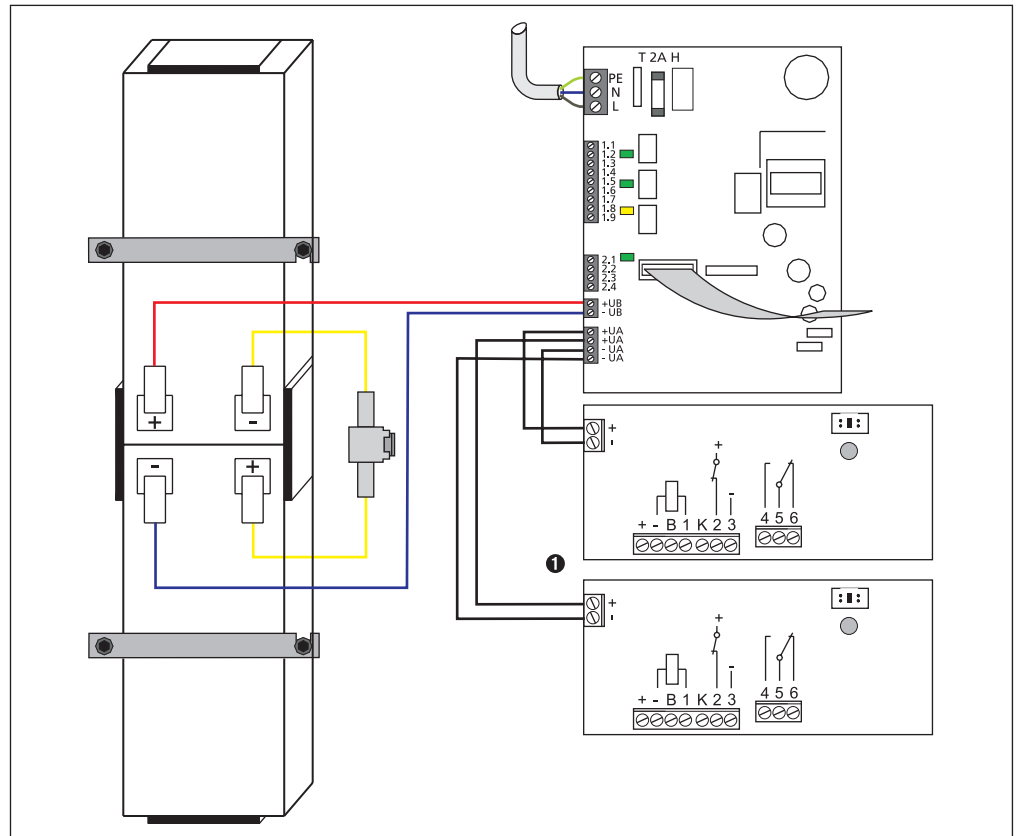 T 2A H
PE
N
L
1.1
1.2
1.3
1.4
1.5
1.6
1.7
1.8
1.9
2.1
2.2
2.3
2.4
+UB
- UB
+UA
+UA
- UA
- UA
+ -
- +
+
-
+
-
+ - B 1 K 2 3
4 5 6
❶
+
-
+
-
+ - B 1 K 2 3
4 5 6